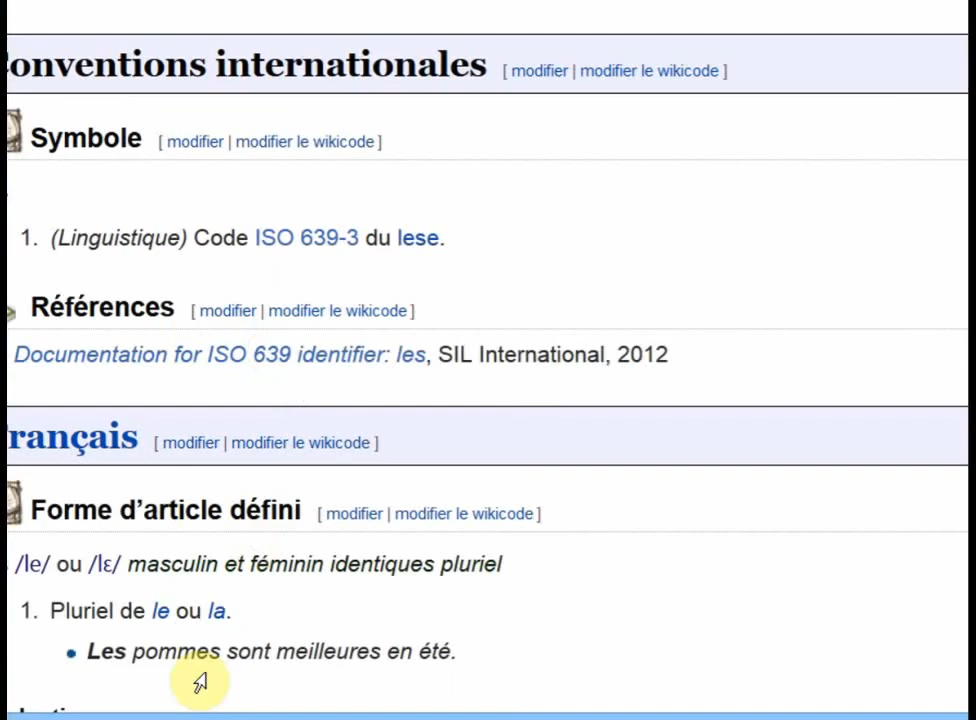 onventions internationales [ modifier | modifier le wikicode ]
Symbole [ modifier | modifier le wikicode ]
1. (Linguistique) Code ISO 639-3 du lese.
Références [ modifier | modifier le wikicode ]
Documentation for ISO 639 identifier: les, SIL International, 2012
rançais [ modifier | modifier le wikicode ]
Forme d’article défini [ modifier | modifier le wikicode ]
/le/ ou /lɛ/ masculin et féminin identiques pluriel
1. Pluriel de le ou la.
• Les pommes sont meilleures en été.